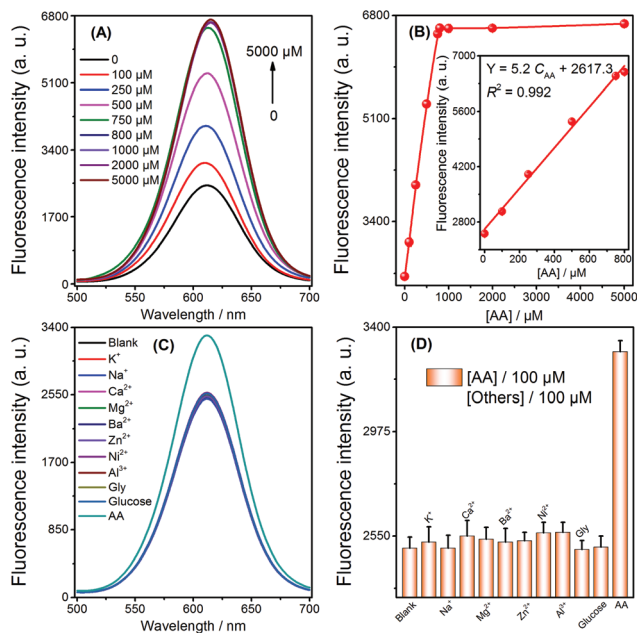 (A)
Fluorescence intensity (a. u.)
6800
5100
3400
1700
0
0
100 µM
250 µM
500 µM
750 µM
800 µM
1000 µM
2000 µM
5000 µM
5000 µM
0
500 550 600 650 700
Wavelength / nm
(B)
Fluorescence intensity (a. u.)
6800
5100
3400
Y = 5.2 C_AA + 2617.3
R² = 0.992
Fluorescence intensity (a. u.)
7000
5600
4200
2800
0 200 400 600 800
[AA] / µM
0 1000 2000 3000 4000 5000
[AA] / µM
(C)
Fluorescence intensity (a. u.)
3400
2550
1700
850
0
Blank
K⁺
Na⁺
Ca²⁺
Mg²⁺
Ba²⁺
Zn²⁺
Ni²⁺
Al³⁺
Gly
Glucose
AA
500 550 600 650 700
Wavelength / nm
(D)
Fluorescence intensity (a. u.)
3400
2975
2550
[AA] / 100 µM
[Others] / 100 µM
K⁺ Ca²⁺ Ba²⁺ Ni²⁺ Gly
Blank Na⁺ Mg²⁺ Zn²⁺ Al³⁺ Glucose AA